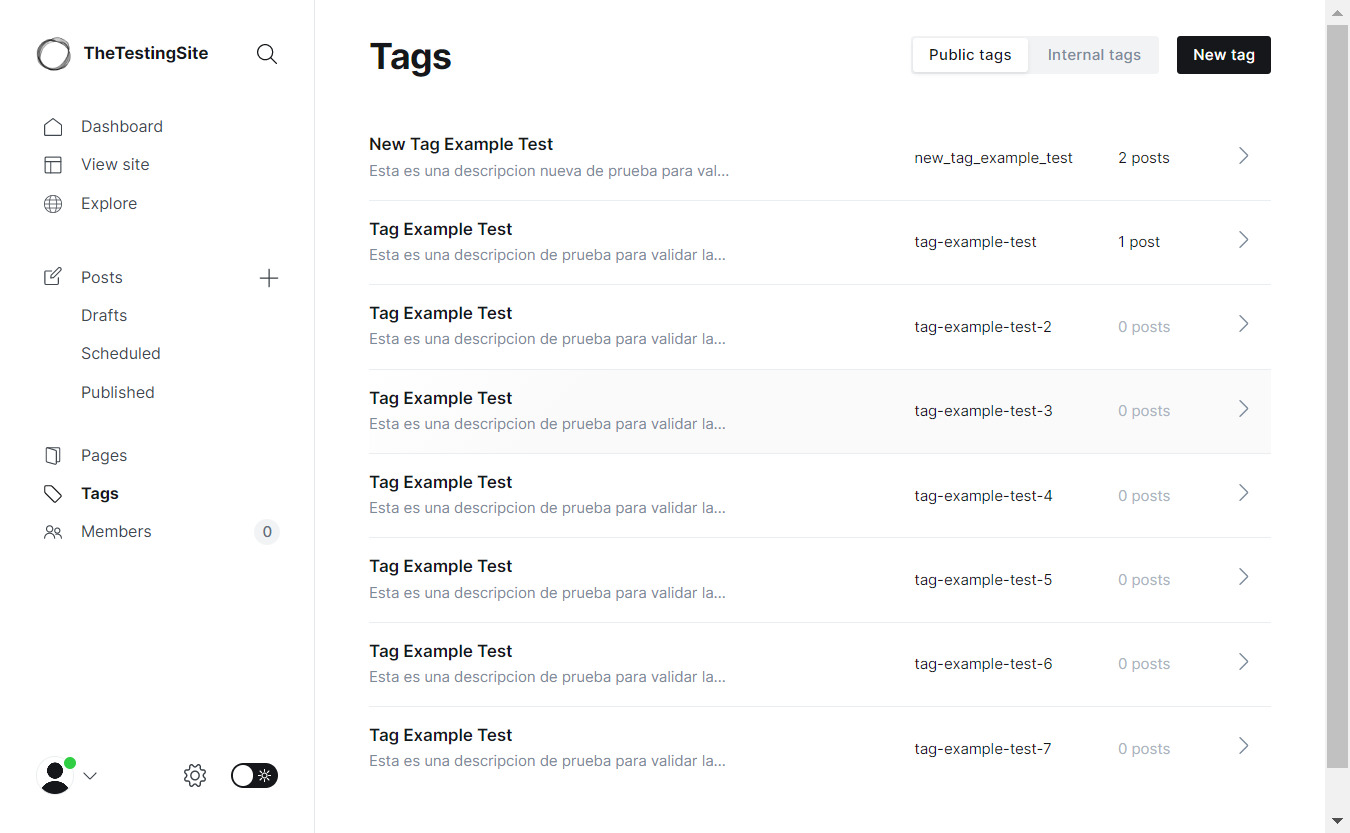 TheTestingSite
Dashboard
View site
Explore
Posts
Drafts
Scheduled
Published
Pages
Tags
Members 0
Tags
Public tags Internal tags New tag
New Tag Example Test
Esta es una descripcion nueva de prueba para val...
new_tag_example_test 2 posts
Tag Example Test
Esta es una descripcion de prueba para validar la...
tag-example-test 1 post
Tag Example Test
Esta es una descripcion de prueba para validar la...
tag-example-test-2 0 posts
Tag Example Test
Esta es una descripcion de prueba para validar la...
tag-example-test-3 0 posts
Tag Example Test
Esta es una descripcion de prueba para validar la...
tag-example-test-4 0 posts
Tag Example Test
Esta es una descripcion de prueba para validar la...
tag-example-test-5 0 posts
Tag Example Test
Esta es una descripcion de prueba para validar la...
tag-example-test-6 0 posts
Tag Example Test
Esta es una descripcion de prueba para validar la...
tag-example-test-7 0 posts